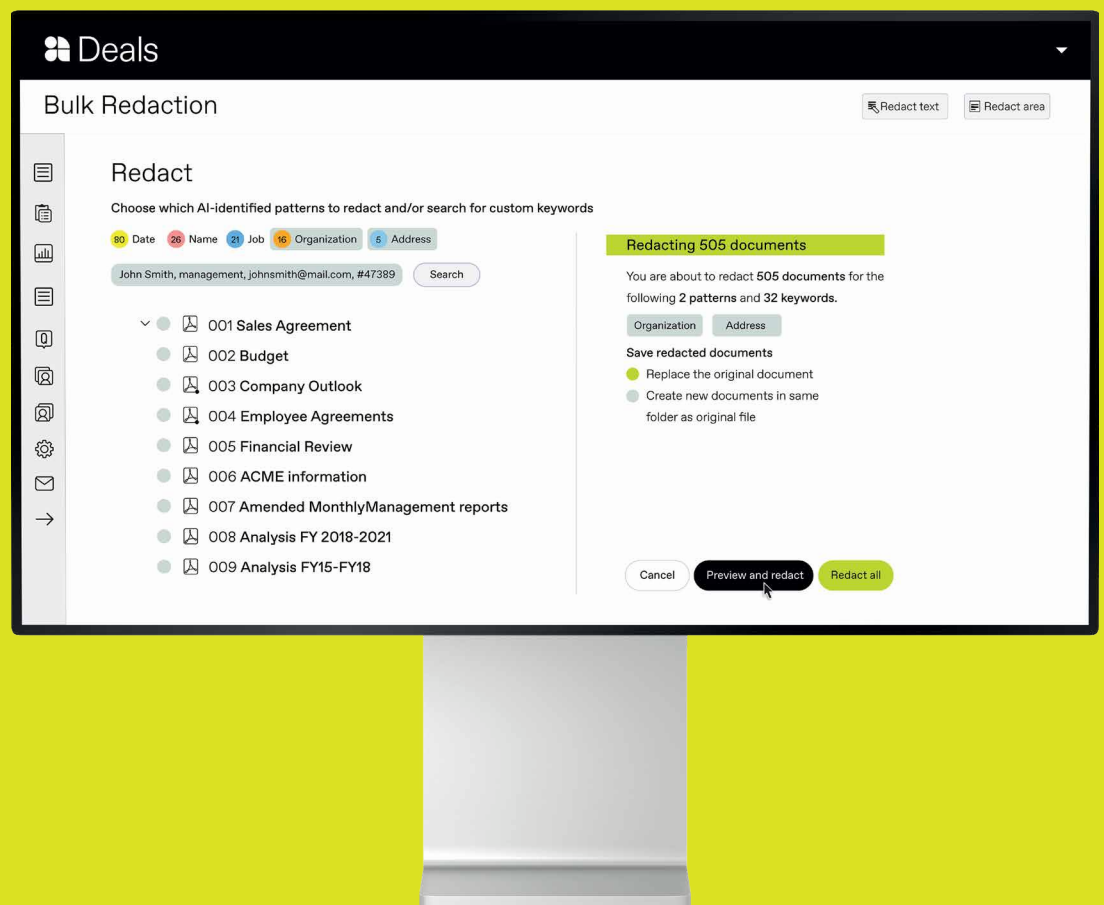 Deals
Bulk Redaction
Redact text
Redact area
Redact
Choose which AI-identified patterns to redact and/or search for custom keywords
80 Date 26 Name 21 Job 16 Organization 5 Address
John Smith, management, johnsmith@mail.com, #47389
Search
001 Sales Agreement
002 Budget
003 Company Outlook
004 Employee Agreements
005 Financial Review
006 ACME information
007 Amended MonthlyManagement reports
008 Analysis FY 2018-2021
009 Analysis FY15-FY18
Redacting 505 documents
You are about to redact 505 documents for the
following 2 patterns and 32 keywords.
Organization Address
Save redacted documents
Replace the original document
Create new documents in same
folder as original file
Cancel
Preview and redact
Redact all